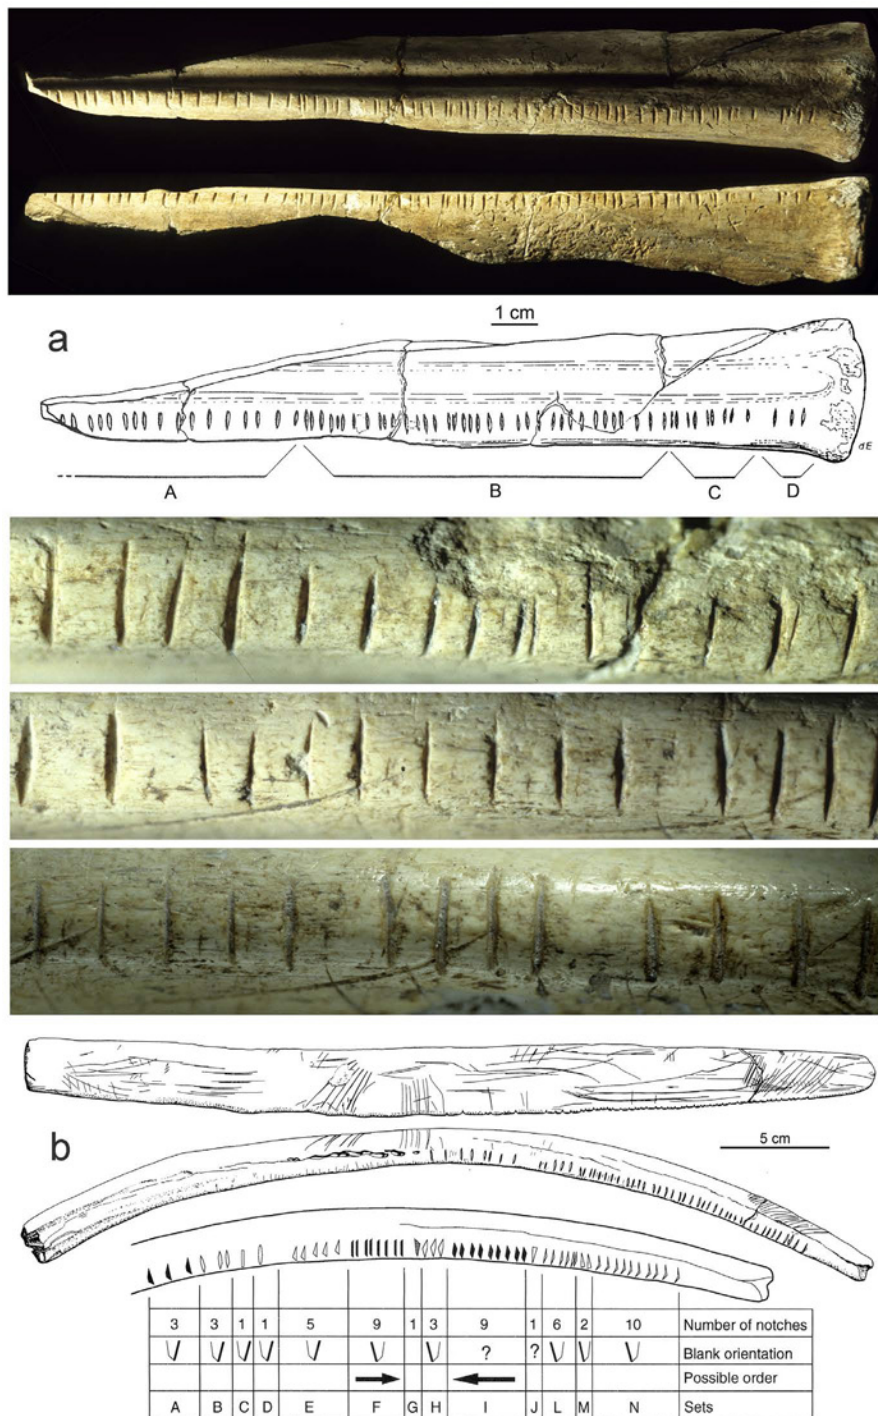 1 cm
a
σE
A B C D
b
5 cm
3 3 1 1 5 9 1 3 9 1 6 2 10 Number of notches
? ? Blank orientation
Possible order
A B C D E F G H I J L M N Sets